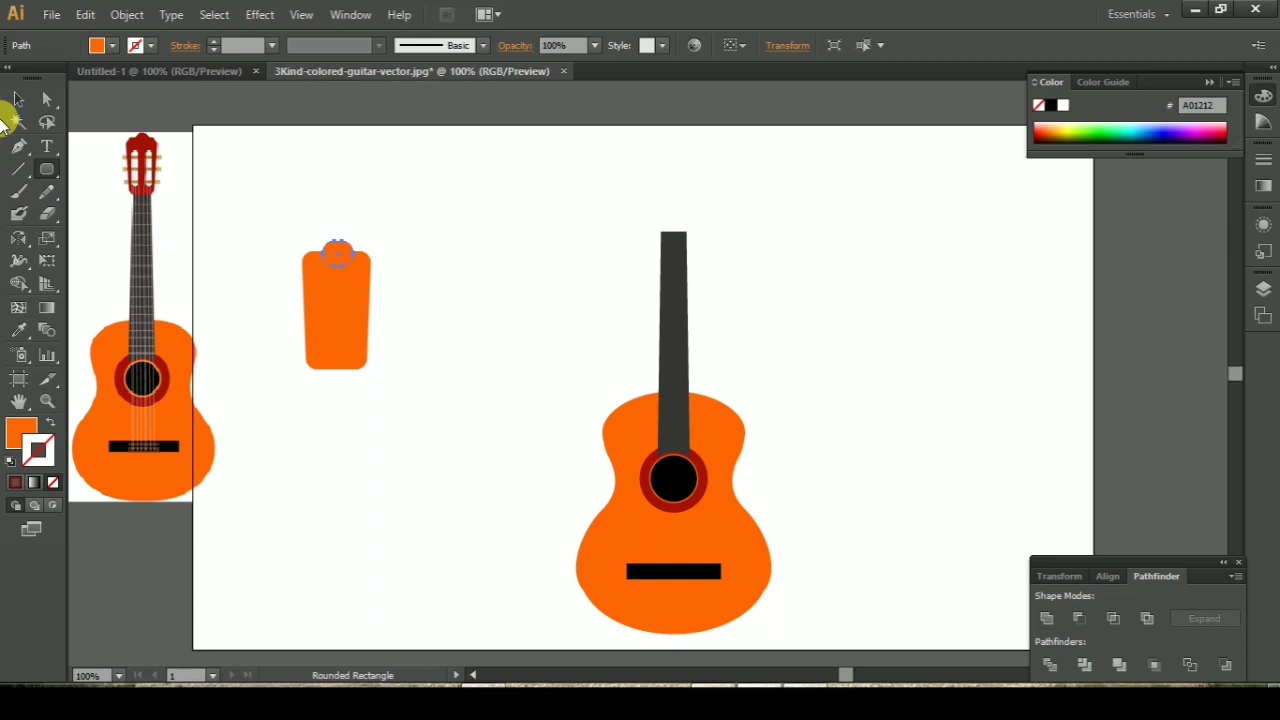 Ai File Edit Object Type Select Effect View Window Help Essentials
Path Stroke: Basic Opacity: 100% Style: Transform
Untitled-1 @ 100% (RGB/Preview) × 3Kind-colored-guitar-vector.jpg* @ 100% (RGB/Preview) ×
Color Color Guide
# A01212
T
Transform Align Pathfinder
Shape Modes:
Expand
Pathfinders:
100% 1 Rounded Rectangle